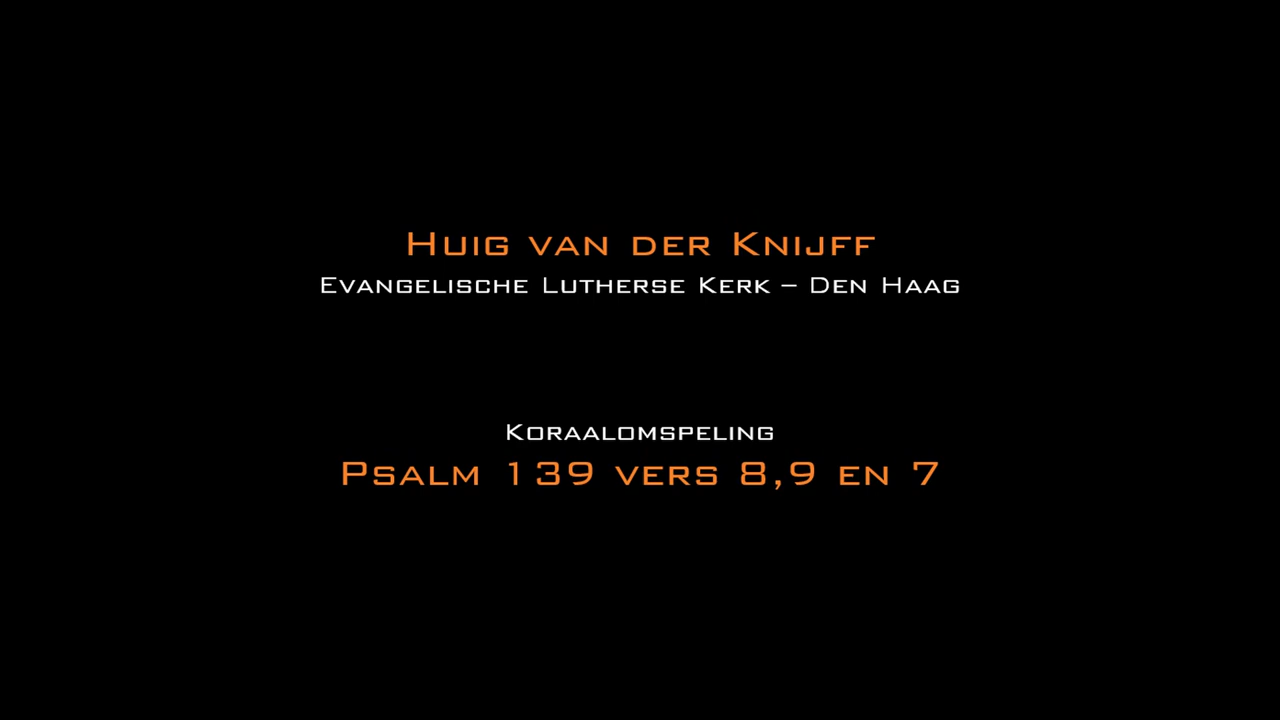 Huig van der Knijff
Evangelische Lutherse Kerk – Den Haag
Koraalomspeling
Psalm 139 vers 8,9 en 7